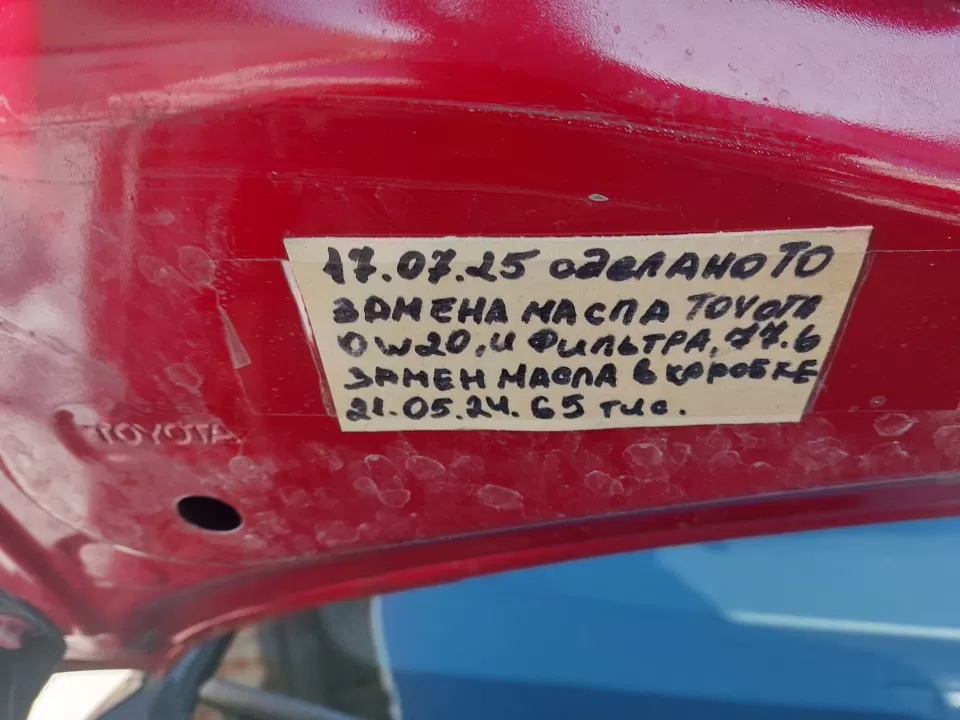 17.07.25 сделано ТО
ЗАМЕНА МАСЛА TOYOTA
0W20, И ФИЛЬТРА, 77.6
ЗАМЕН МАСЛА в КОРОБКЕ
21.05.24. 65 тис.
TOYOTA